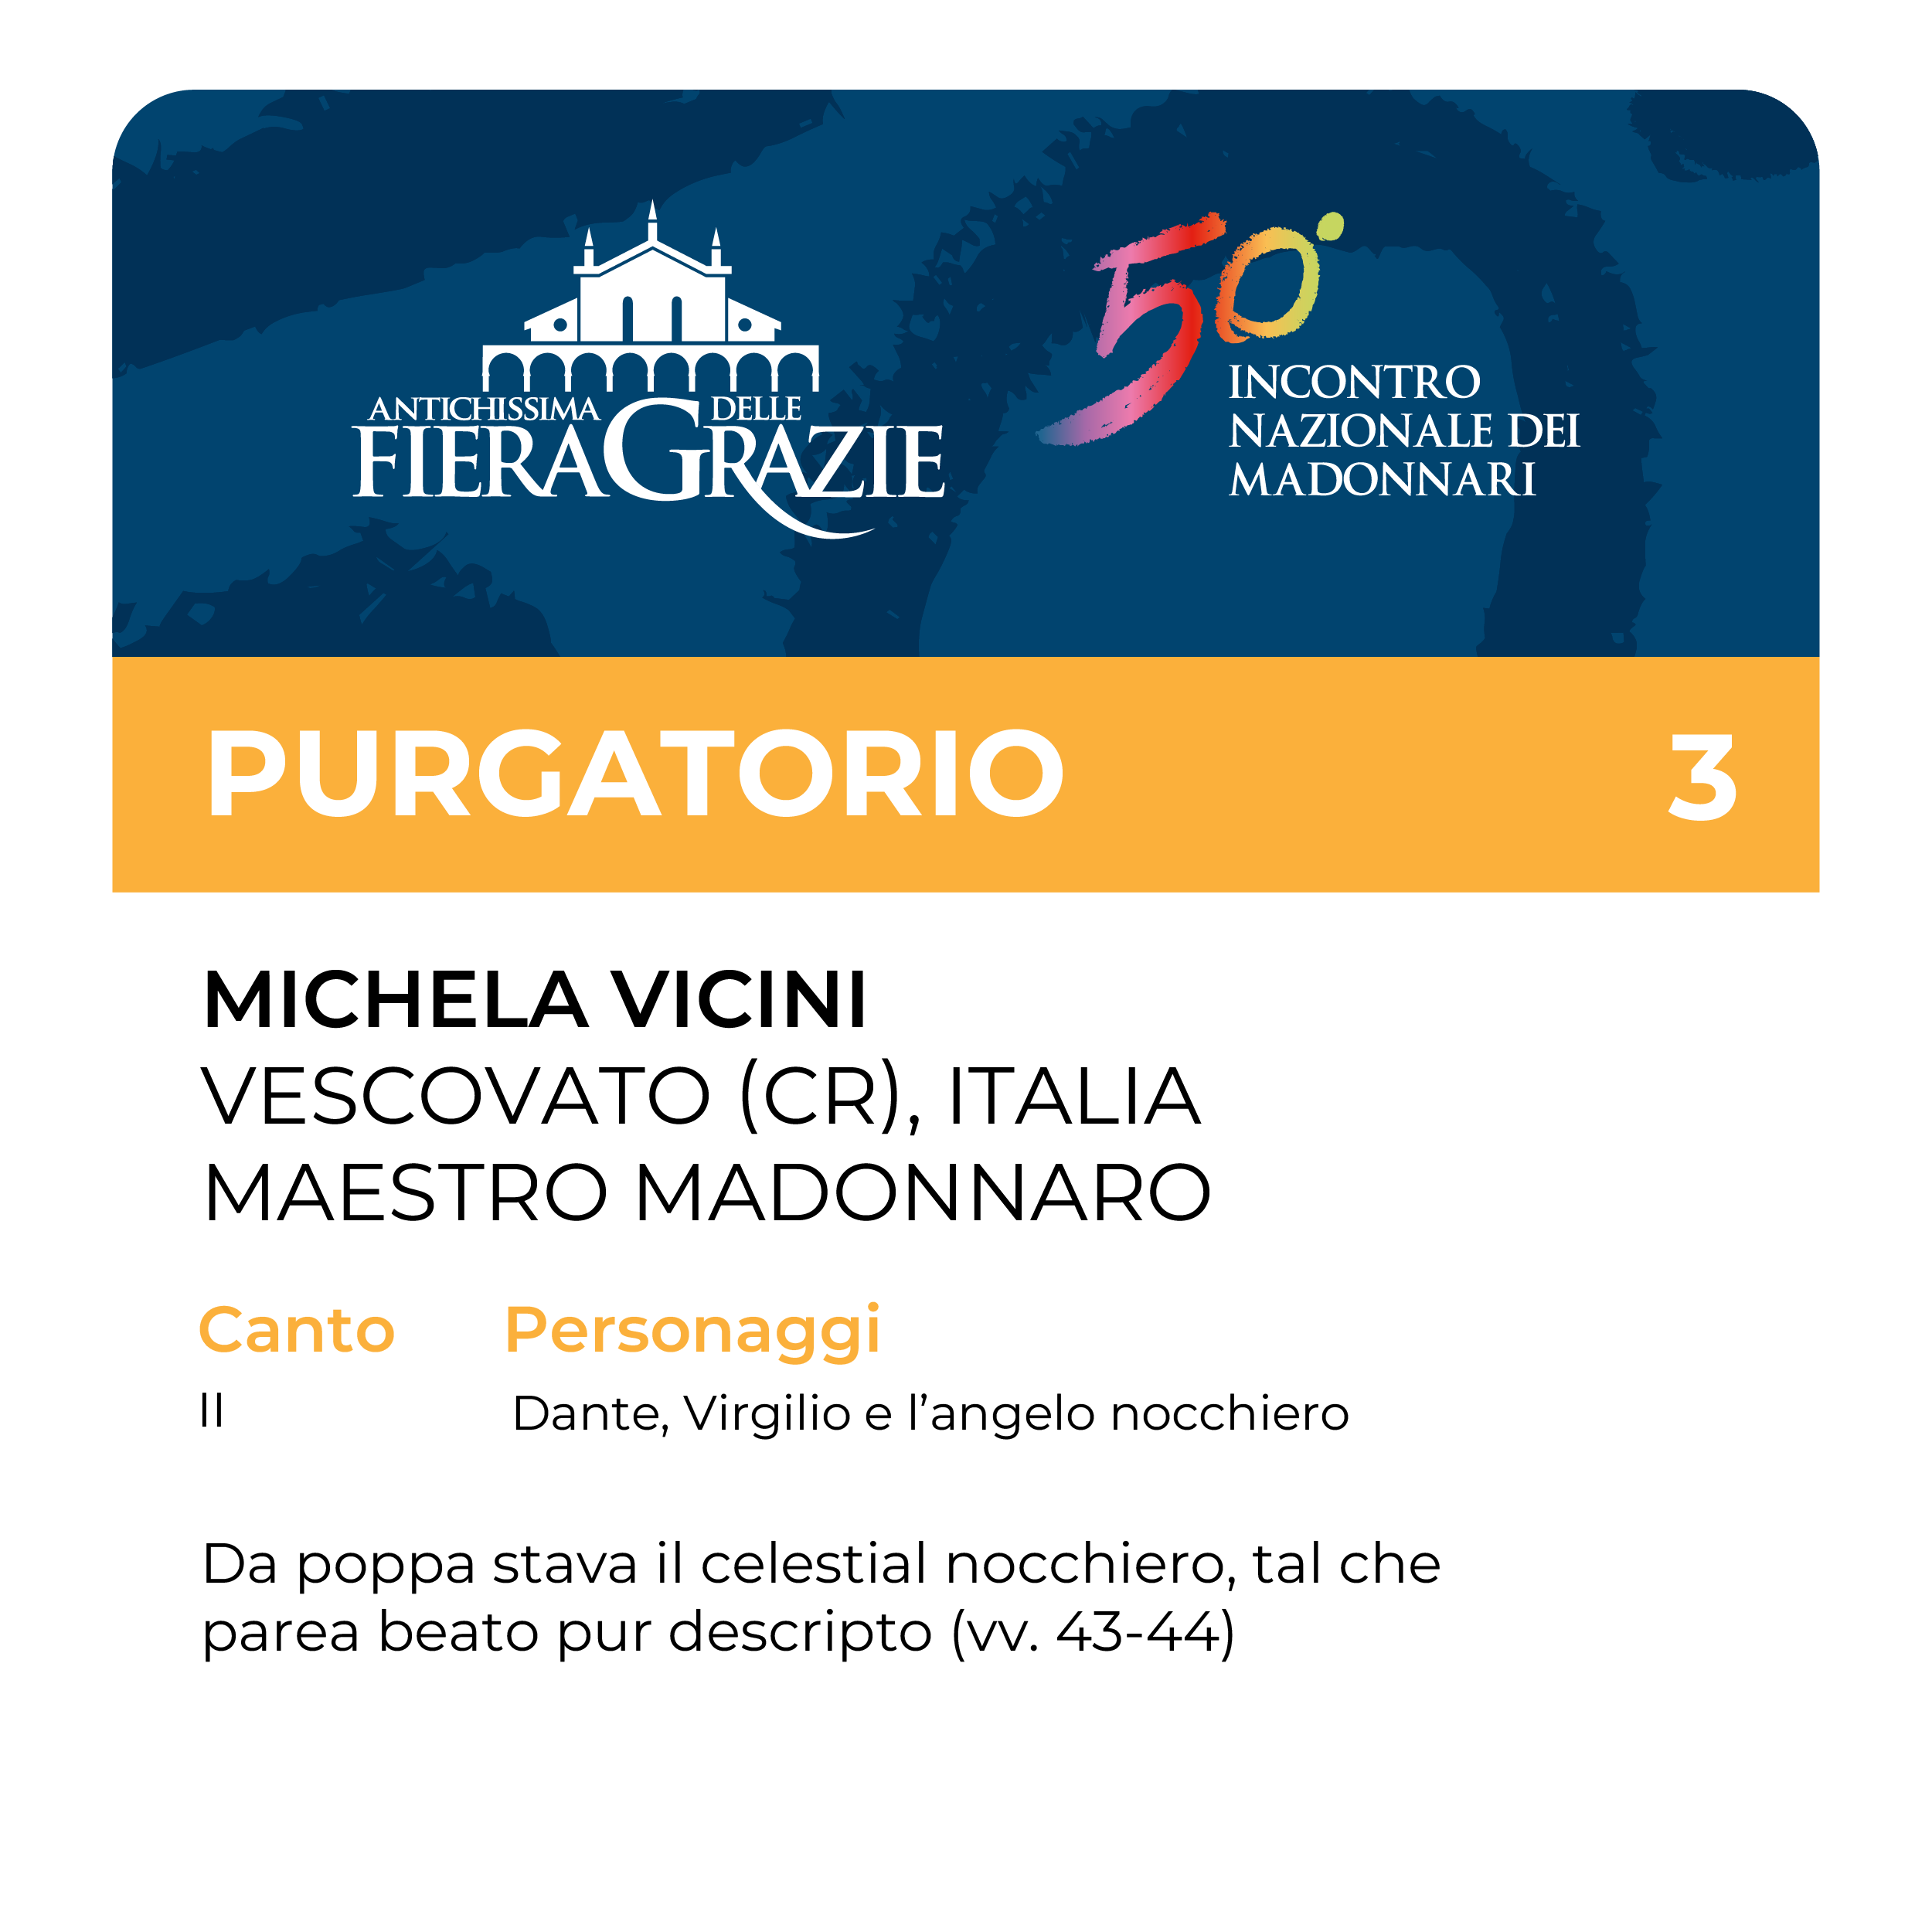 ANTICHISSIMA DELLE
FIERAGRAZIE
50°
INCONTRO
NAZIONALE DEI
MADONNARI
PURGATORIO 3
MICHELA VICINI
VESCOVATO (CR), ITALIA
MAESTRO MADONNARO
Canto Personaggi
II Dante, Virgilio e l'angelo nocchiero
Da poppa stava il celestial nocchiero, tal che
parea beato pur descripto (vv. 43-44)